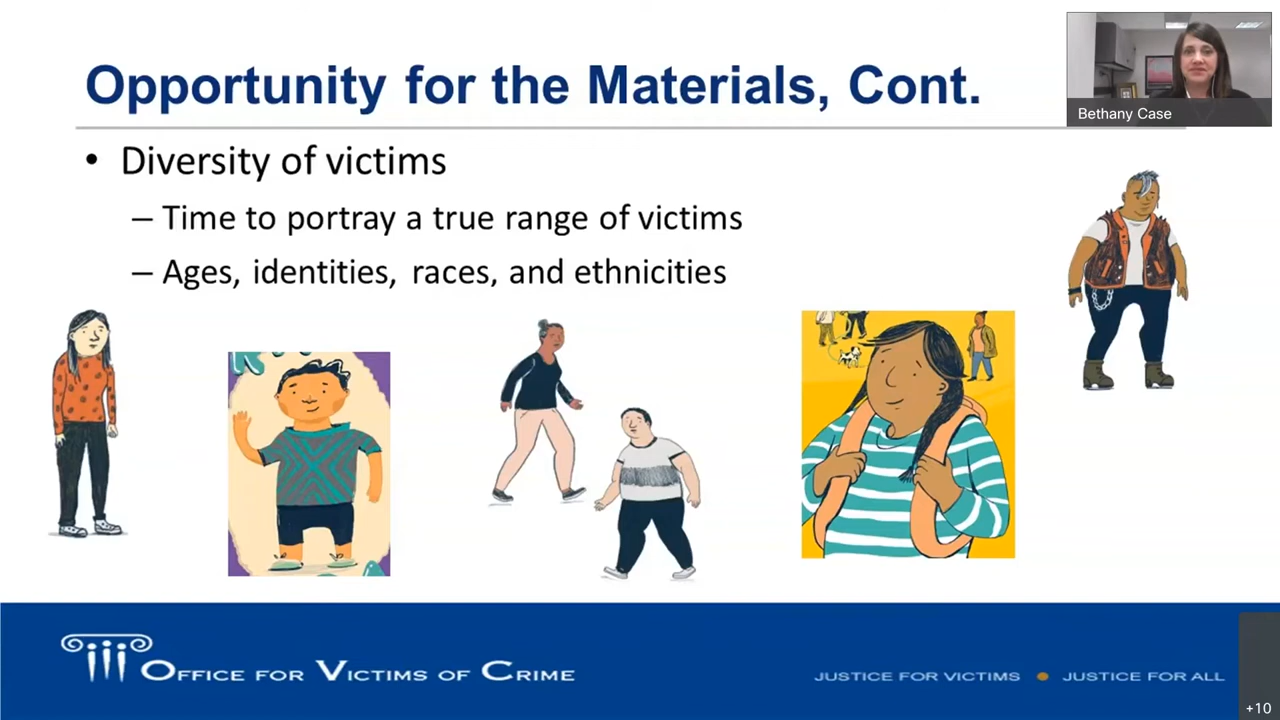 Opportunity for the Materials, Cont.
Bethany Case
• Diversity of victims
– Time to portray a true range of victims
– Ages, identities, races, and ethnicities
OFFICE FOR VICTIMS OF CRIME
JUSTICE FOR VICTIMS • JUSTICE FOR ALL
+10